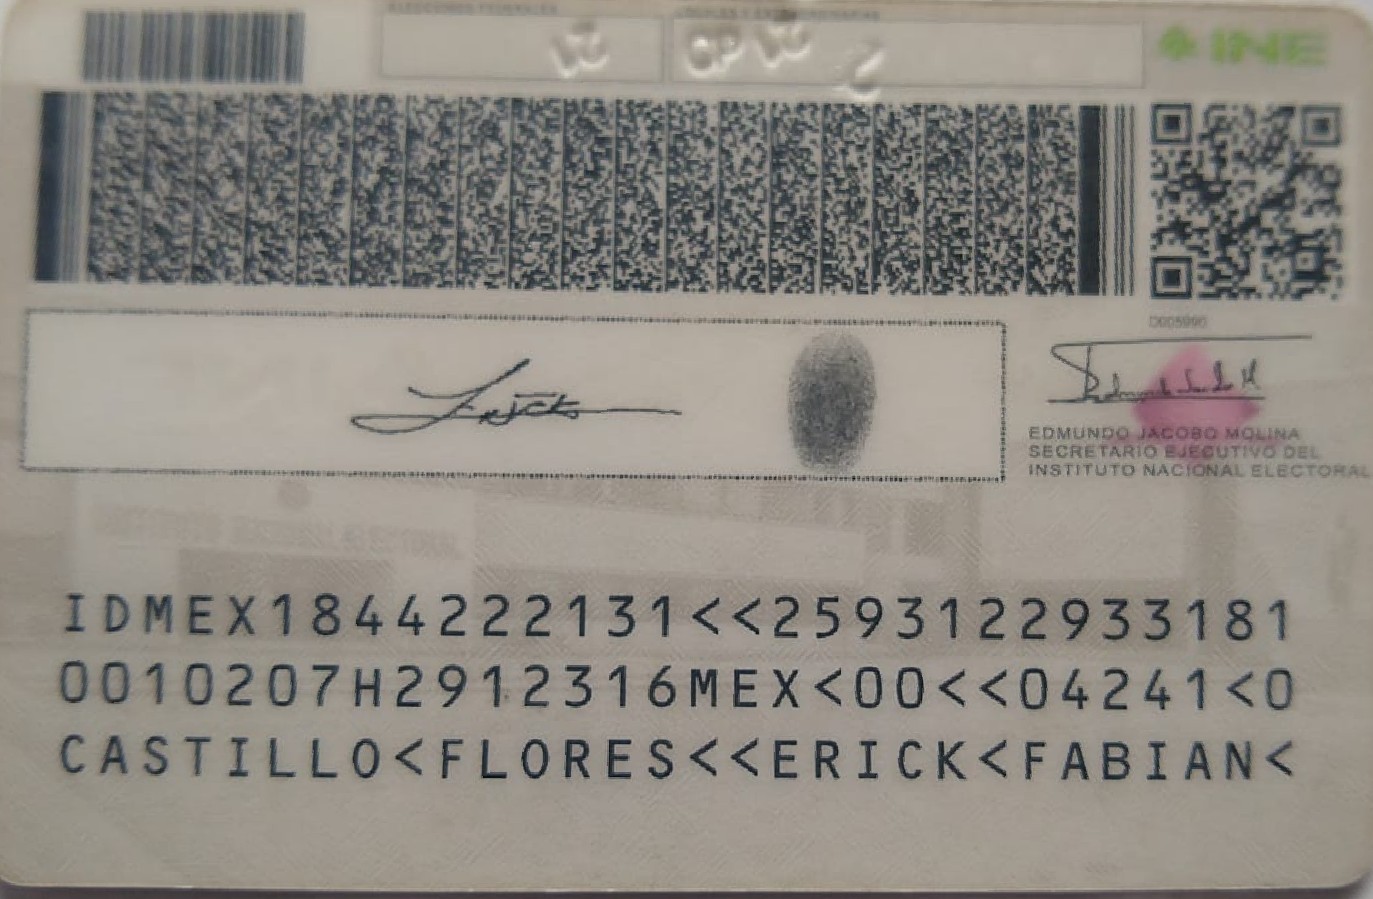 INE
D005990
EDMUNDO JACOBO MOLINA
SECRETARIO EJECUTIVO DEL
INSTITUTO NACIONAL ELECTORAL
IDMEX1844222131<<2593122933181
0010207H2912316MEX<00<<04241<0
CASTILLO<FLORES<<ERICK<FABIAN<